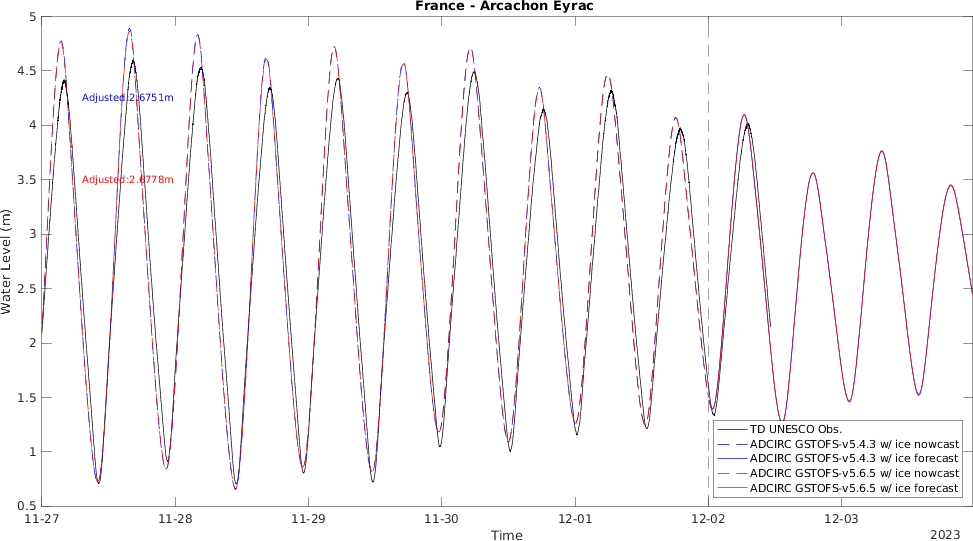 France - Arcachon Eyrac
Water Level (m)
5
4.5
4
3.5
3
2.5
2
1.5
1
0.5
Adjusted:2.6751m
Adjusted:2.6778m
TD UNESCO Obs.
ADCIRC GSTOFS-v5.4.3 w/ ice nowcast
ADCIRC GSTOFS-v5.4.3 w/ ice forecast
ADCIRC GSTOFS-v5.6.5 w/ ice nowcast
ADCIRC GSTOFS-v5.6.5 w/ ice forecast
11-27 11-28 11-29 11-30 12-01 12-02 12-03
Time
2023